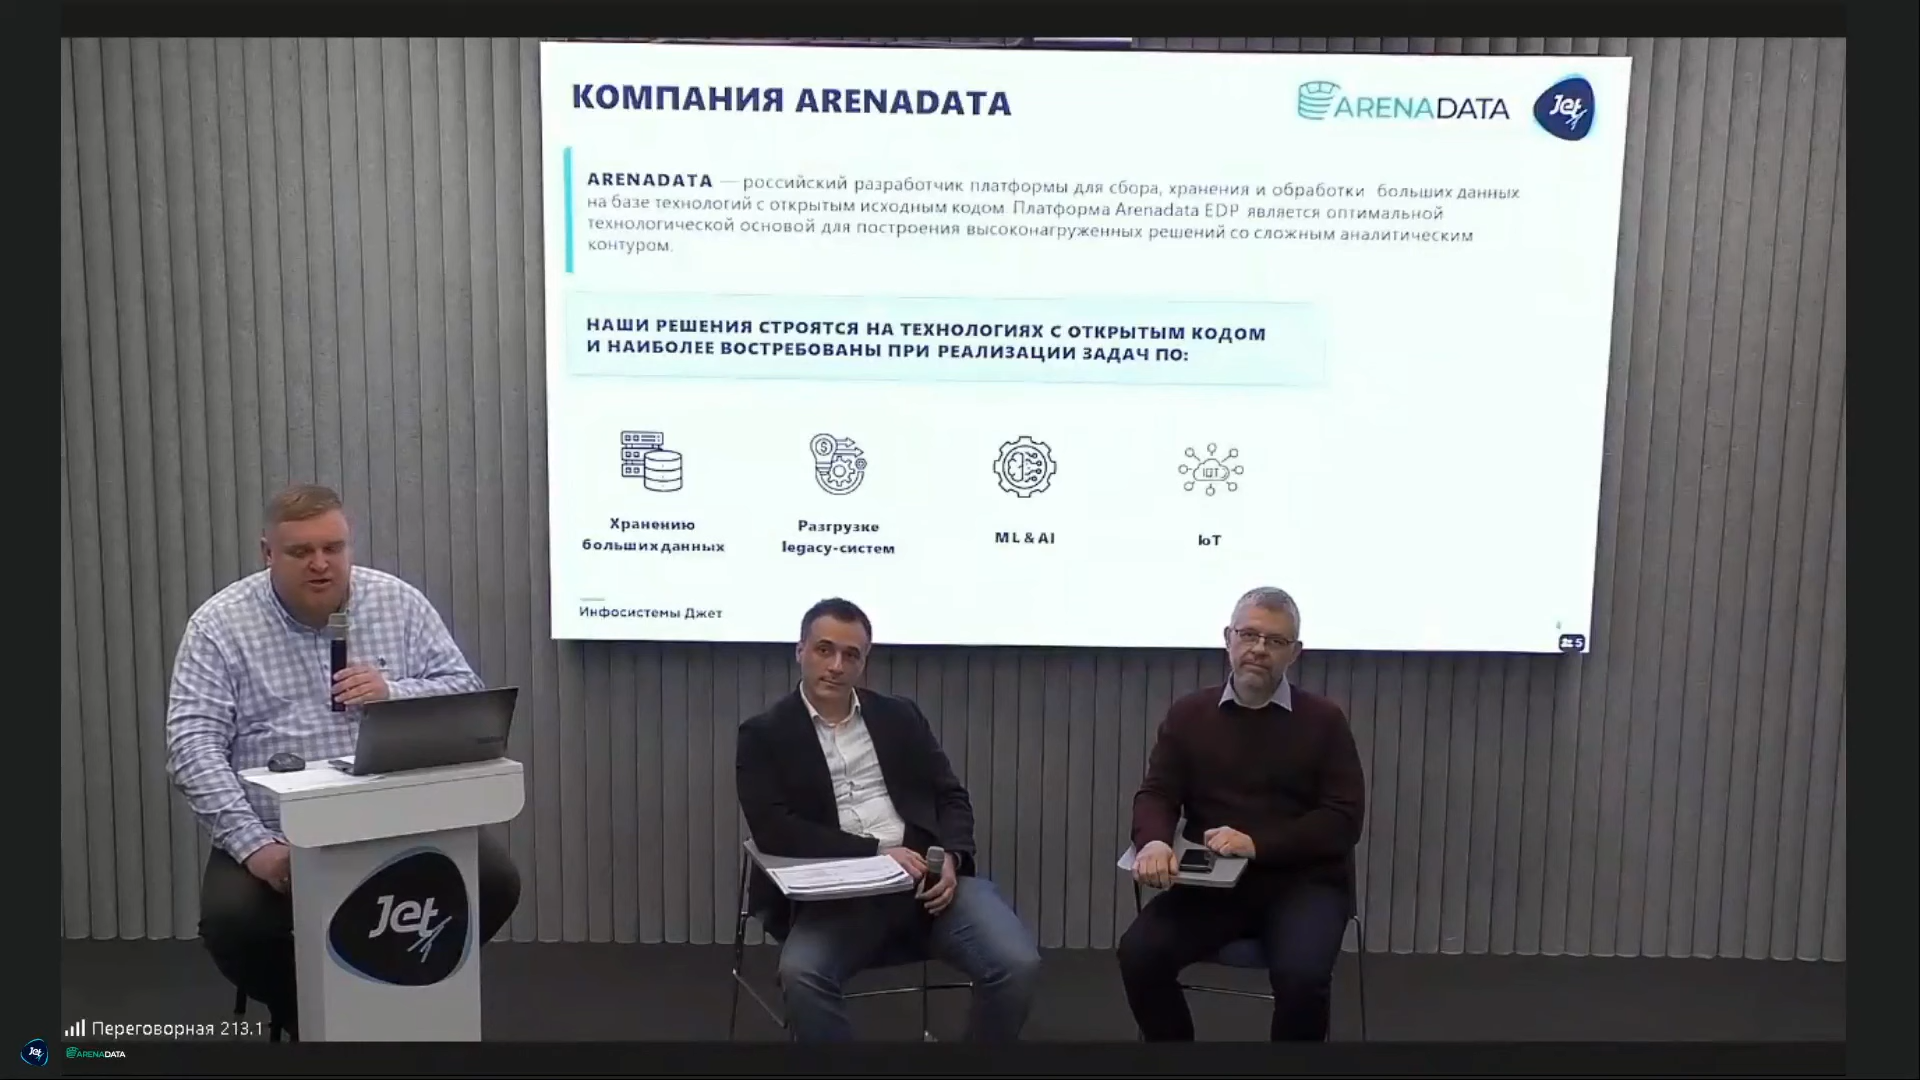 КОМПАНИЯ ARENADATA
ARENADATA
Jet
ARENADATA — российский разработчик платформы для сбора, хранения и обработки больших данных
на базе технологий с открытым исходным кодом. Платформа Arenadata EDP является оптимальной
технологической основой для построения высоконагруженных решений со сложным аналитическим
контуром.
НАШИ РЕШЕНИЯ СТРОЯТСЯ НА ТЕХНОЛОГИЯХ С ОТКРЫТЫМ КОДОМ
И НАИБОЛЕЕ ВОСТРЕБОВАНЫ ПРИ РЕАЛИЗАЦИИ ЗАДАЧ ПО:
IOT
Хранению
больших данных
Разгрузке
legacy-систем
ML & AI
IoT
Инфосистемы Джет
4
5
Jet
Переговорная 213.1
Jet
ARENADATA